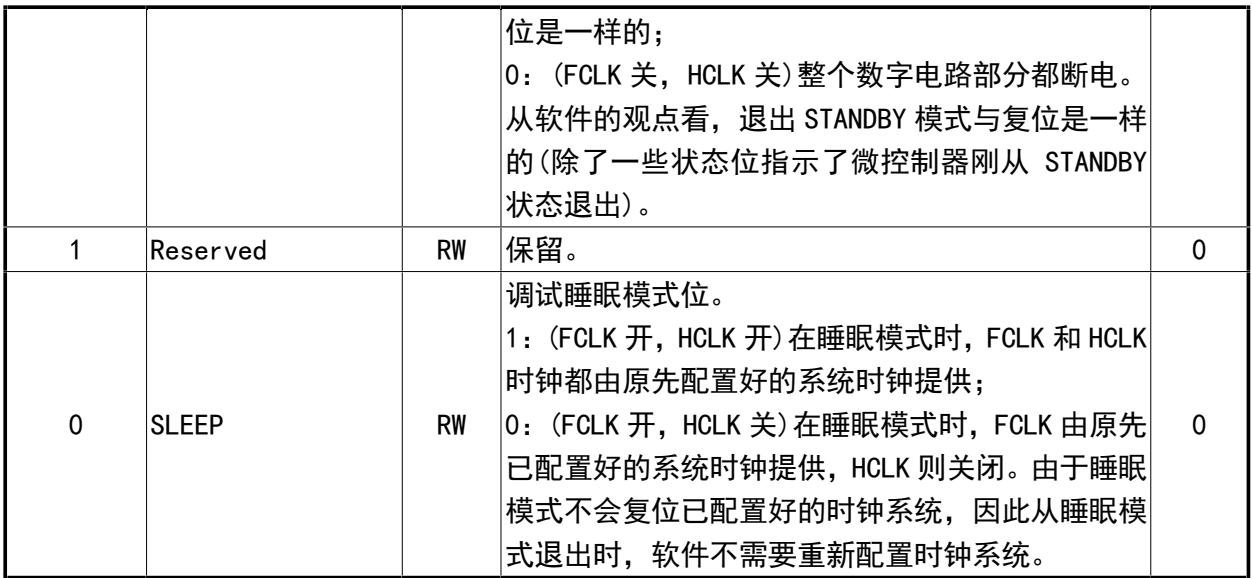 位是一样的；
0：(FCLK 关，HCLK 关)整个数字电路部分都断电。
从软件的观点看，退出 STANDBY 模式与复位是一样
的(除了一些状态位指示了微控制器刚从 STANDBY
状态退出)。
1 Reserved RW 保留。 0
调试睡眠模式位。
1：(FCLK 开，HCLK 开)在睡眠模式时，FCLK 和 HCLK
时钟都由原先配置好的系统时钟提供；
0 SLEEP RW 0：(FCLK 开，HCLK 关)在睡眠模式时，FCLK 由原先 0
已配置好的系统时钟提供，HCLK 则关闭。由于睡眠
模式不会复位已配置好的时钟系统，因此从睡眠模
式退出时，软件不需要重新配置时钟系统。